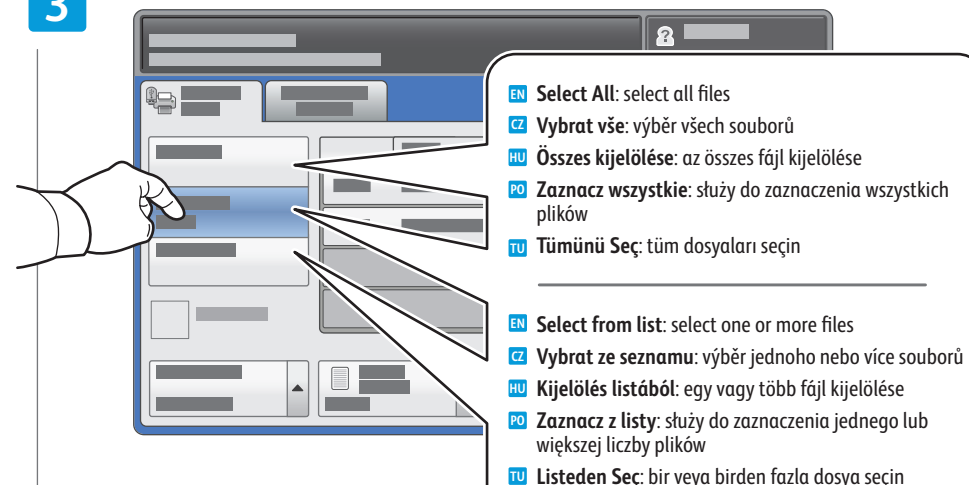 3
?
EN Select All: select all files
CZ Vybrat vše: výběr všech souborů
HU Összes kijelölése: az összes fájl kijelölése
PO Zaznacz wszystkie: służy do zaznaczenia wszystkich
plików
TU Tümünü Seç: tüm dosyaları seçin
EN Select from list: select one or more files
CZ Vybrat ze seznamu: výběr jednoho nebo více souborů
HU Kijelölés listából: egy vagy több fájl kijelölése
PO Zaznacz z listy: służy do zaznaczenia jednego lub
większej liczby plików
TU Listeden Seç: bir veya birden fazla dosya seçin